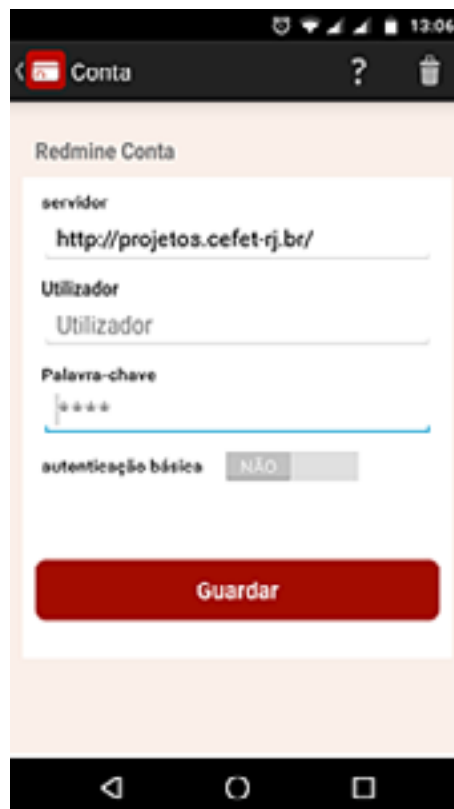 13:06
Conta
?
Redmine Conta
servidor
http://projetos.cefet-rj.br/
Utilizador
Utilizador
Palavra-chave
****
autenticação básica NÃO
Guardar